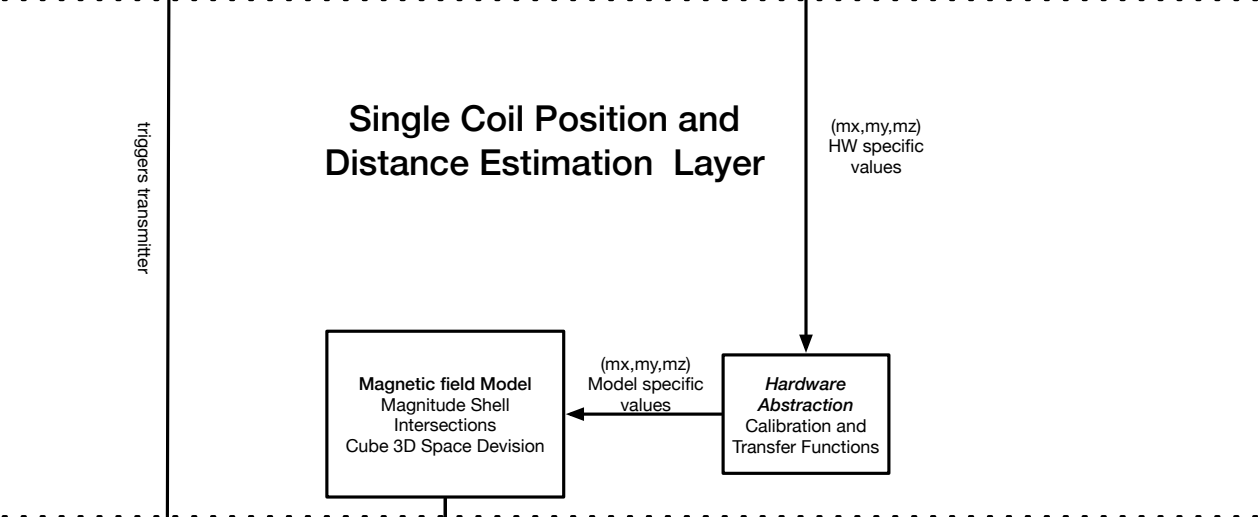 Single Coil Position and
Distance Estimation Layer
triggers transmitter
(mx,my,mz)
HW specific
values
(mx,my,mz)
Model specific
values
Magnetic field Model
Magnitude Shell
Intersections
Cube 3D Space Devision
Hardware
Abstraction
Calibration and
Transfer Functions